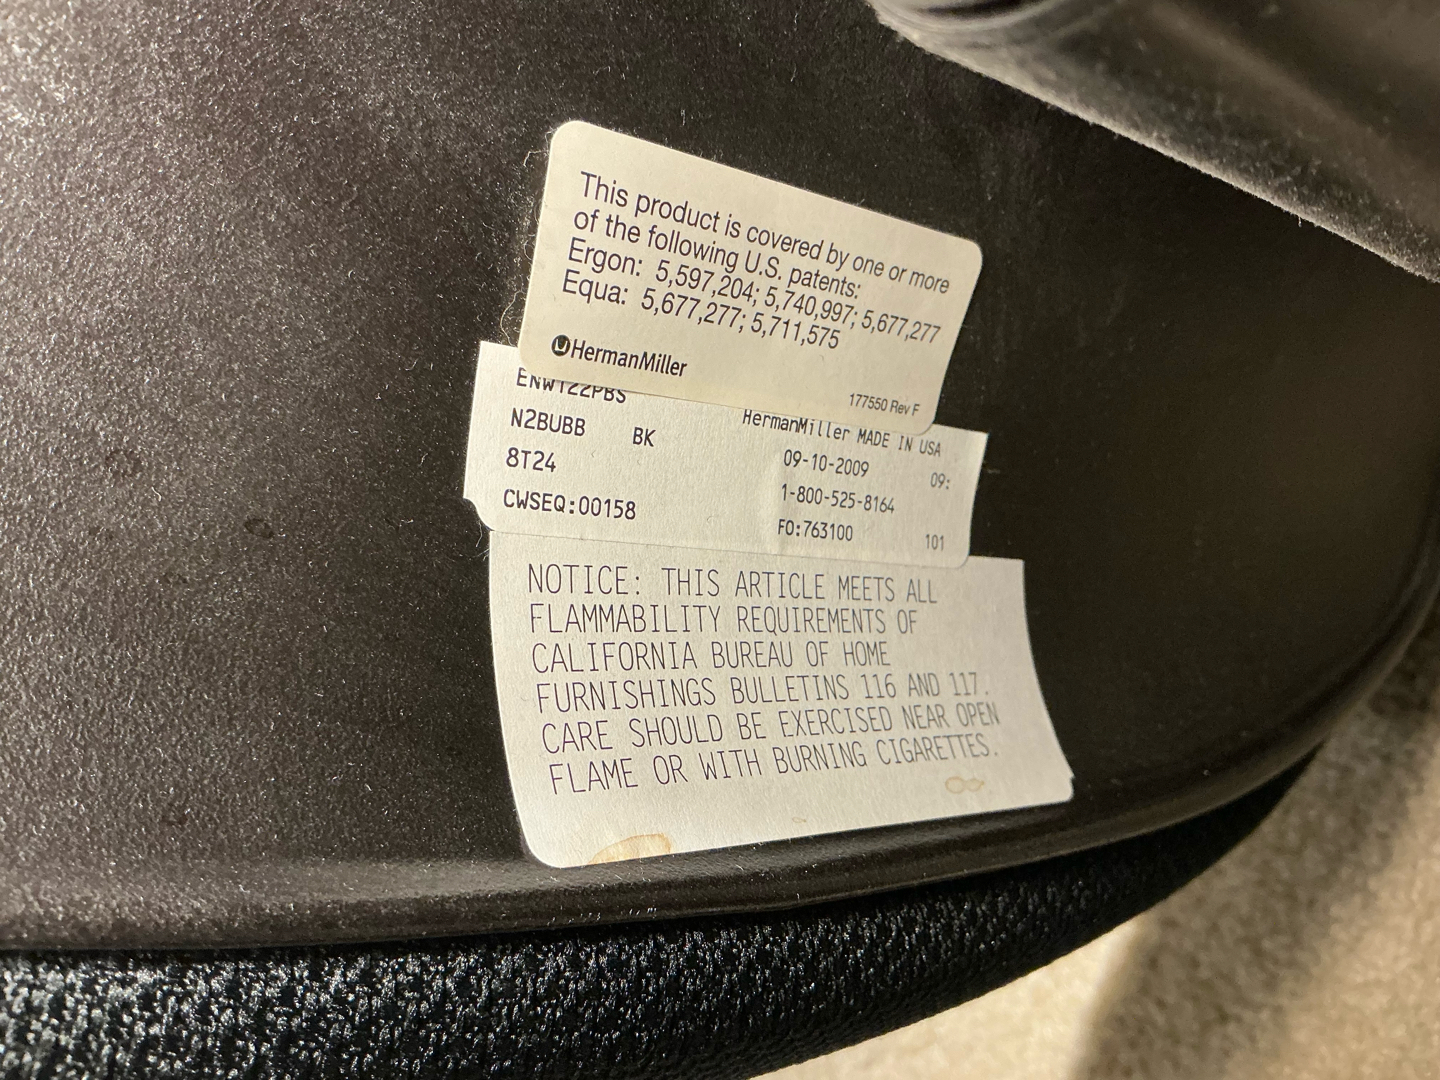 This product is covered by one or more
of the following U.S. patents:
Ergon: 5,597,204; 5,740,997; 5,677,277
Equa: 5,677,277; 5,711,575
HermanMiller
177550 Rev F
ENW122PBS
N2BUBB BK
8T24
CWSEQ:00158
HermanMiller MADE IN USA
09-10-2009 09:
1-800-525-8164
FO:763100 101
NOTICE: THIS ARTICLE MEETS ALL
FLAMMABILITY REQUIREMENTS OF
CALIFORNIA BUREAU OF HOME
FURNISHINGS BULLETINS 116 AND 117.
CARE SHOULD BE EXERCISED NEAR OPEN
FLAME OR WITH BURNING CIGARETTES.